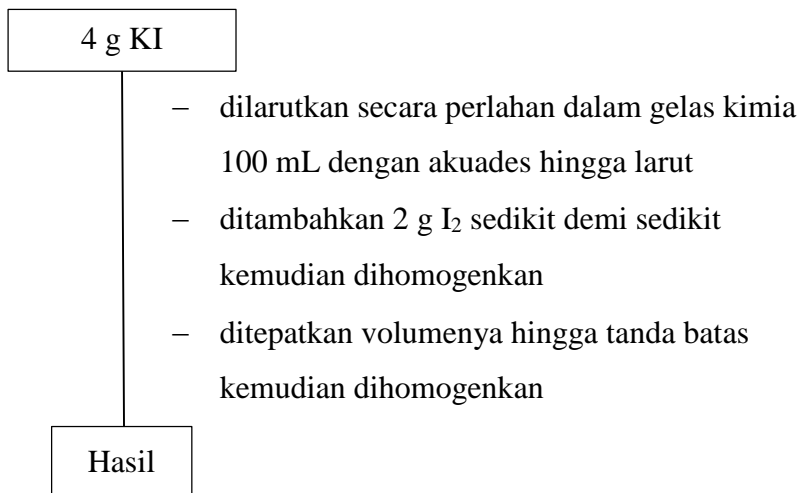 4 g KI
– dilarutkan secara perlahan dalam gelas kimia
100 mL dengan akuades hingga larut
– ditambahkan 2 g I₂ sedikit demi sedikit
kemudian dihomogenkan
– ditepatkan volumenya hingga tanda batas
kemudian dihomogenkan
Hasil